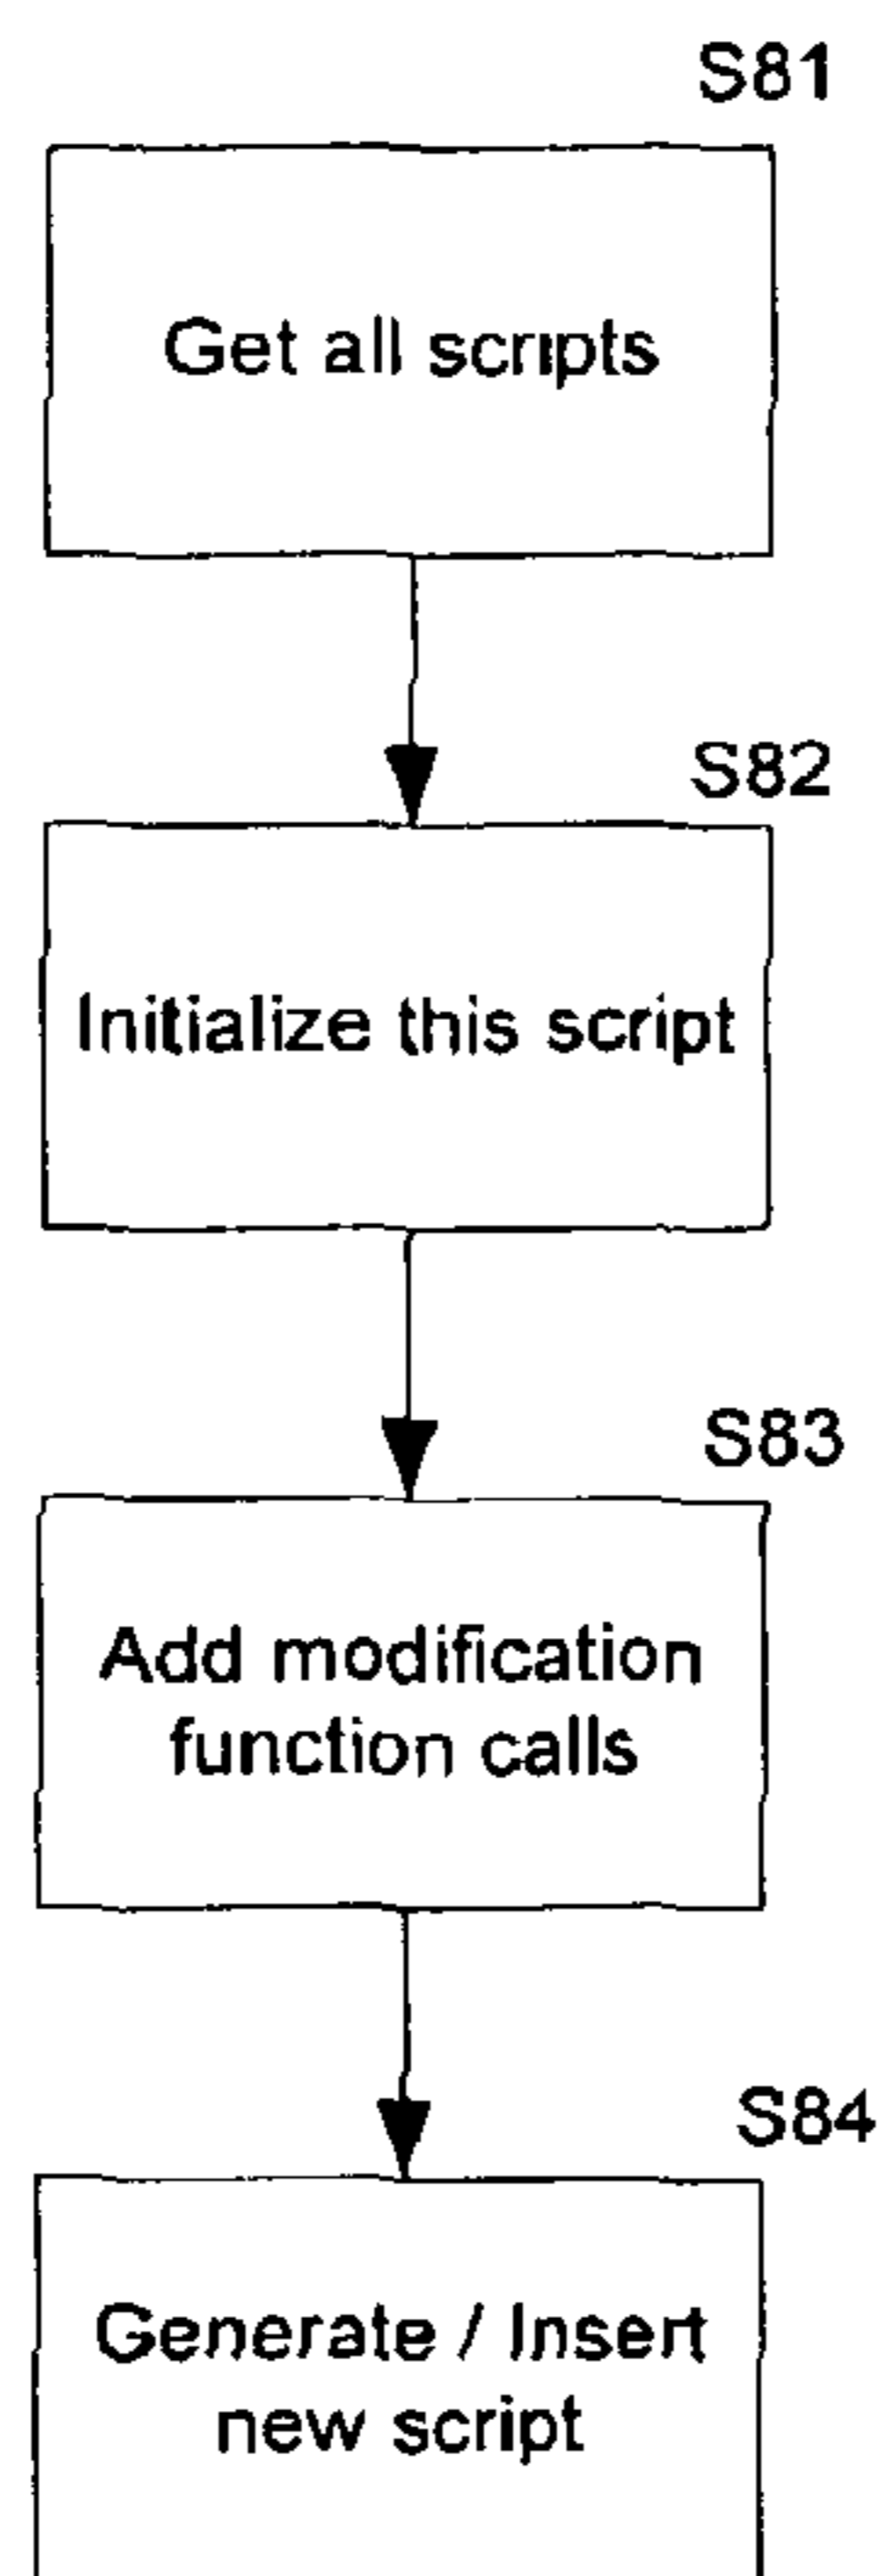 S81
Get all scripts
S82
Initialize this script
S83
Add modification
function calls
S84
Generate / Insert
new script